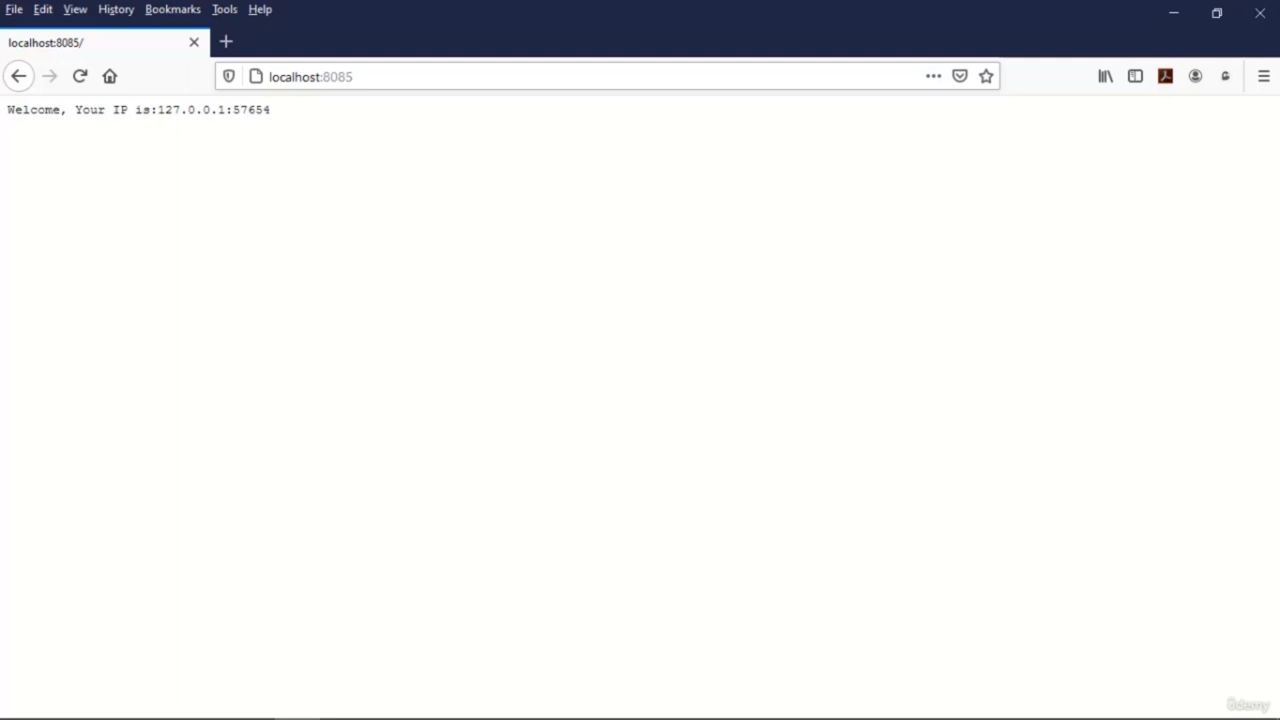 File Edit View History Bookmarks Tools Help
localhost:8085/
localhost:8085
Welcome, Your IP is:127.0.0.1:57654
ûdemy